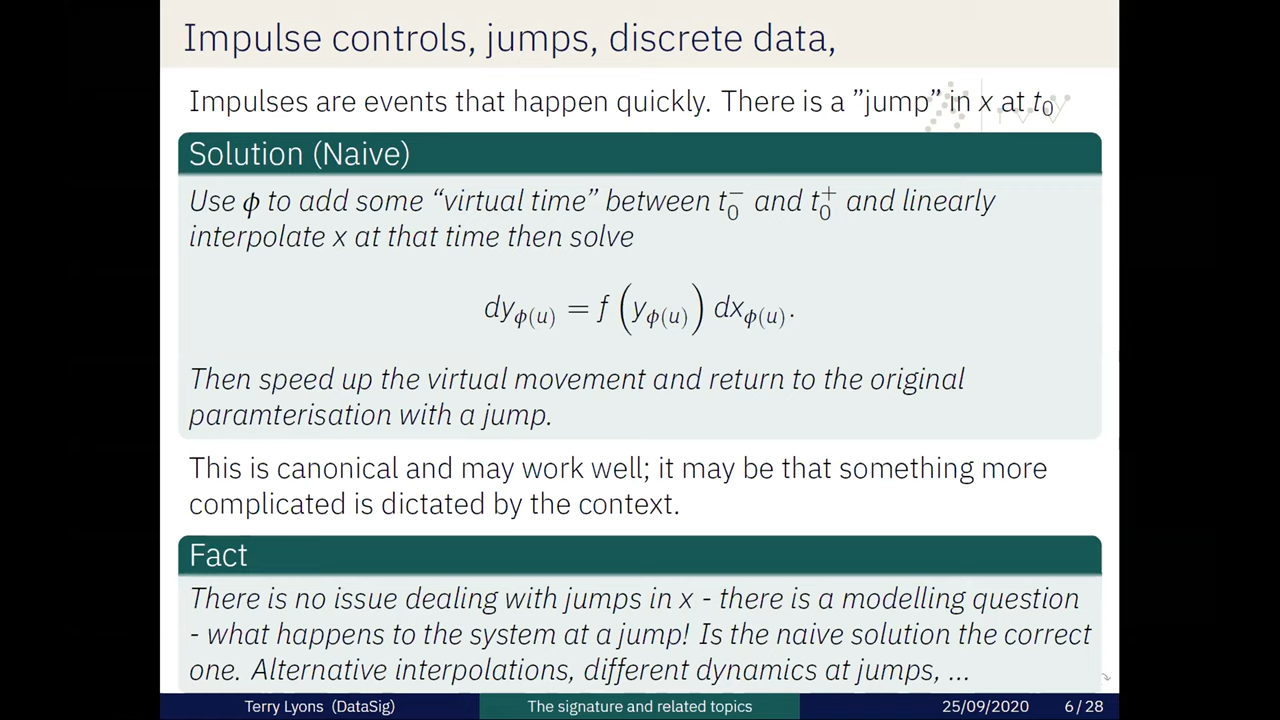 Impulse controls, jumps, discrete data,
Impulses are events that happen quickly. There is a ”jump” in x at t₀
Solution (Naive)
Use ϕ to add some “virtual time” between t₀⁻ and t₀⁺ and linearly
interpolate x at that time then solve
dy_ϕ(u) = f (y_ϕ(u)) dx_ϕ(u).
Then speed up the virtual movement and return to the original
paramterisation with a jump.
This is canonical and may work well; it may be that something more
complicated is dictated by the context.
Fact
There is no issue dealing with jumps in x - there is a modelling question
- what happens to the system at a jump! Is the naive solution the correct
one. Alternative interpolations, different dynamics at jumps, ...
Terry Lyons (DataSig) The signature and related topics 25/09/2020 6 / 28